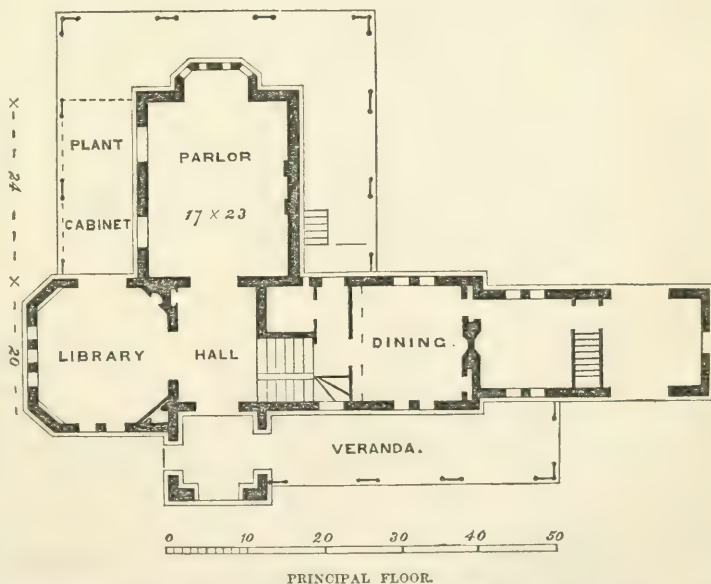 PLANT
CABINET
PARLOR
17 × 23
× - - 24 - - × - - 20 - -
LIBRARY
HALL
DINING.
VERANDA.
0 10 20 30 40 50
PRINCIPAL FLOOR.